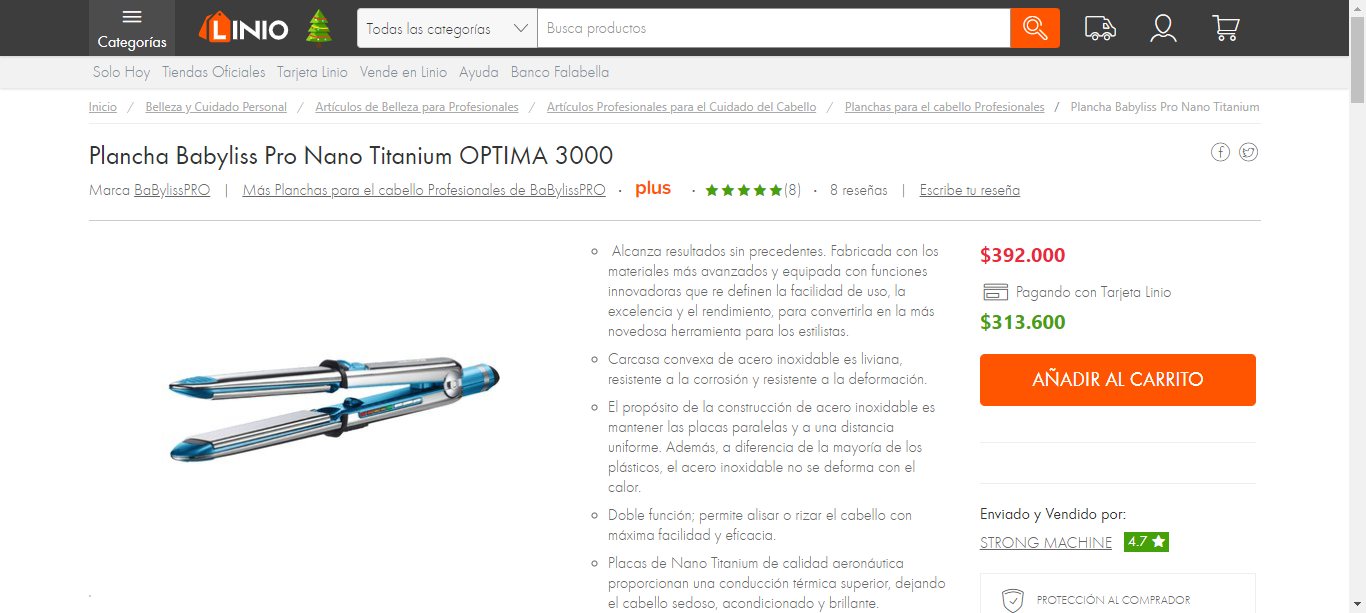 Categorías
LINIO
Todas las categorías
Busca productos
Solo Hoy Tiendas Oficiales Tarjeta Linio Vende en Linio Ayuda Banco Falabella
Inicio / Belleza y Cuidado Personal / Artículos de Belleza para Profesionales / Artículos Profesionales para el Cuidado del Cabello / Planchas para el cabello Profesionales / Plancha Babyliss Pro Nano Titanium
Plancha Babyliss Pro Nano Titanium OPTIMA 3000
Marca BaBylissPRO | Más Planchas para el cabello Profesionales de BaBylissPRO · plus · (8) · 8 reseñas | Escribe tu reseña
Alcanza resultados sin precedentes. Fabricada con los
materiales más avanzados y equipada con funciones
innovadoras que re definen la facilidad de uso, la
excelencia y el rendimiento, para convertirla en la más
novedosa herramienta para los estilistas.
Carcasa convexa de acero inoxidable es liviana,
resistente a la corrosión y resistente a la deformación.
El propósito de la construcción de acero inoxidable es
mantener las placas paralelas y a una distancia
uniforme. Además, a diferencia de la mayoría de los
plásticos, el acero inoxidable no se deforma con el
calor.
Doble función; permite alisar o rizar el cabello con
máxima facilidad y eficacia.
Placas de Nano Titanium de calidad aeronáutica
proporcionan una conducción térmica superior, dejando
el cabello sedoso, acondicionado y brillante.
$392.000
Pagando con Tarjeta Linio
$313.600
AÑADIR AL CARRITO
Enviado y Vendido por:
STRONG MACHINE 4.7
PROTECCIÓN AL COMPRADOR